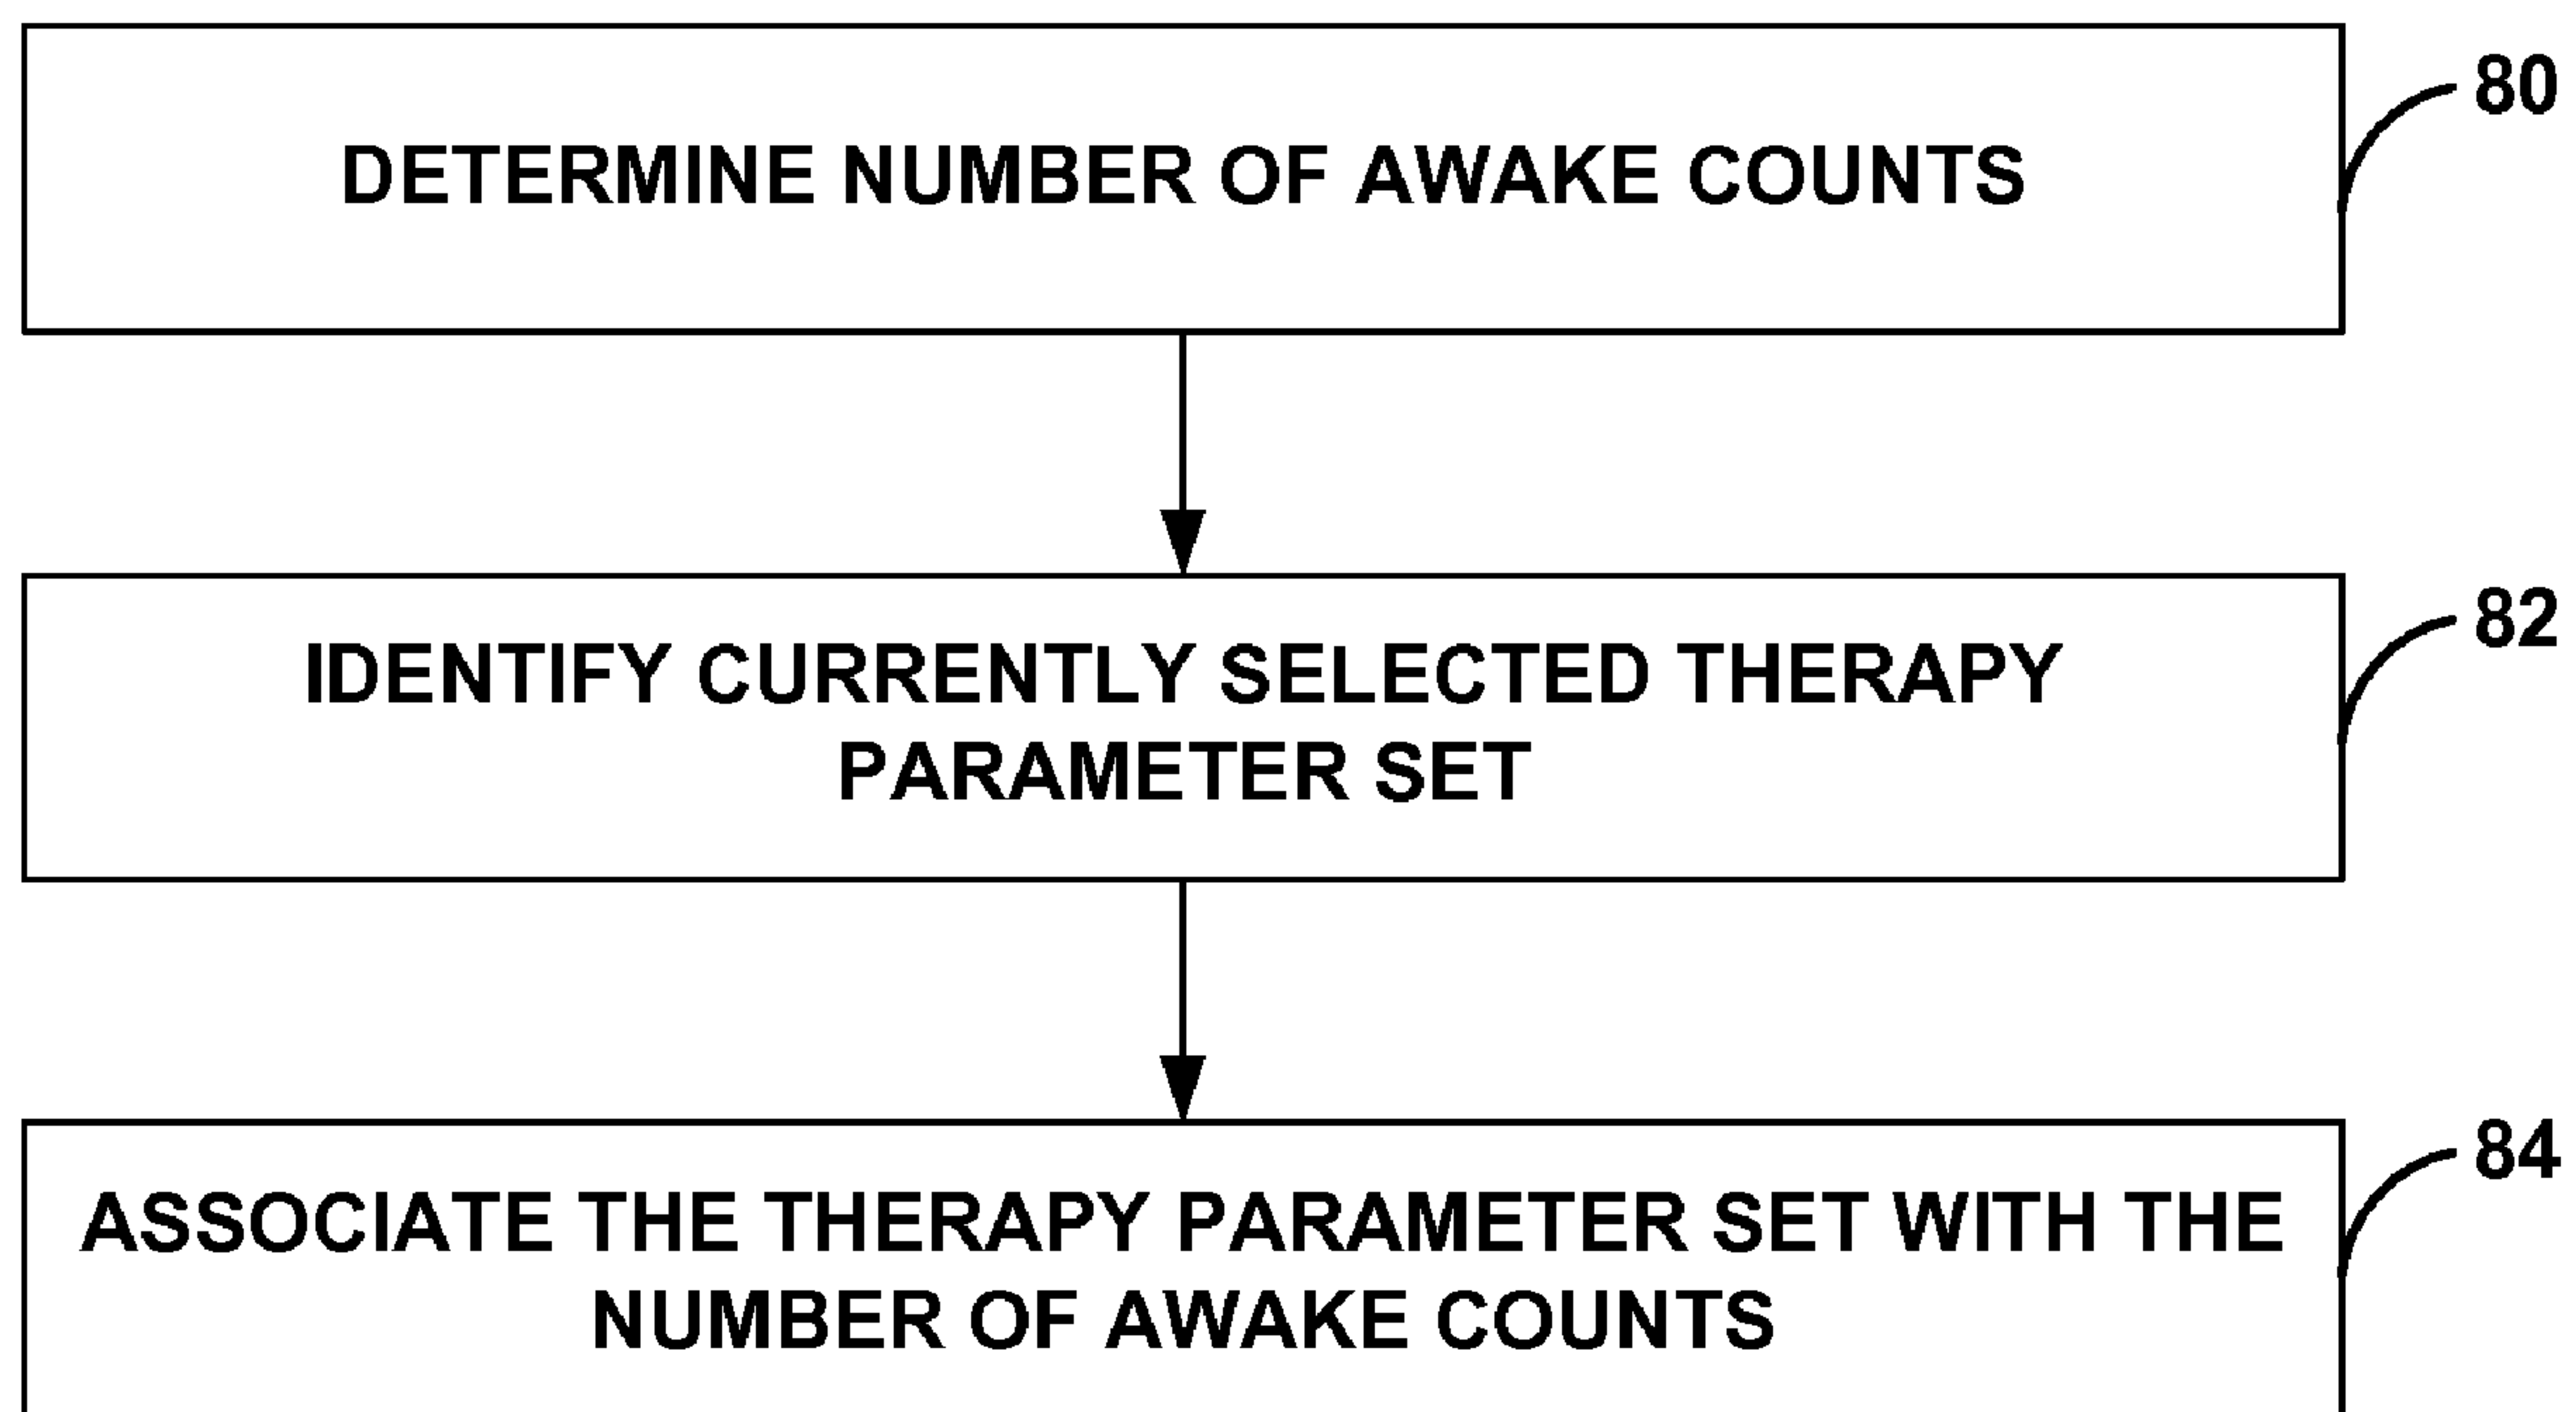 80
DETERMINE NUMBER OF AWAKE COUNTS
82
IDENTIFY CURRENTLY SELECTED THERAPY
PARAMETER SET
84
ASSOCIATE THE THERAPY PARAMETER SET WITH THE
NUMBER OF AWAKE COUNTS